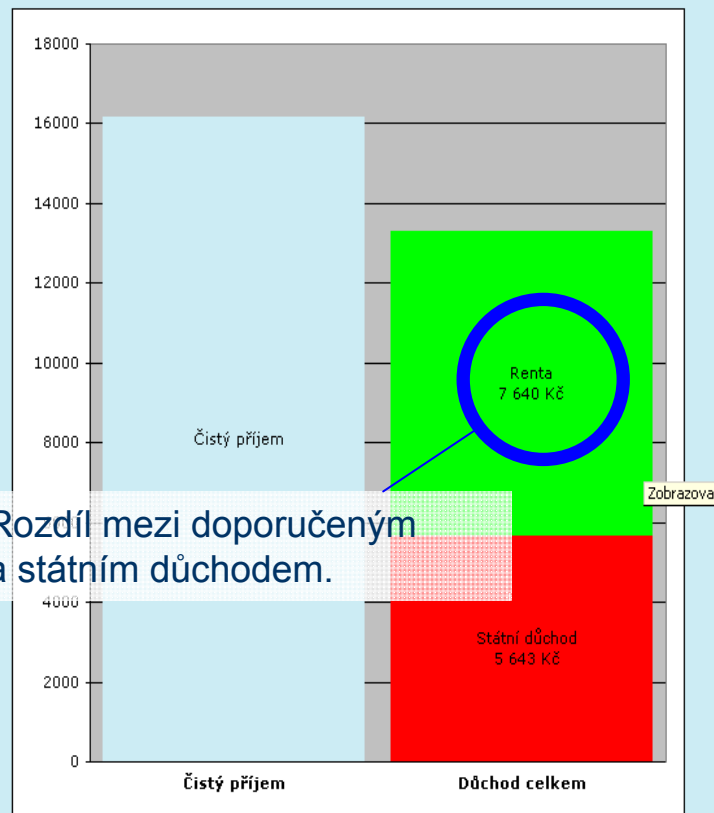 18000
16000
14000
12000
10000
8000
4000
2000
0
Čistý příjem
Renta
7 640 Kč
Zobrazova
Rozdíl mezi doporučeným
a státním důchodem.
Státní důchod
5 643 Kč
Čistý příjem
Důchod celkem